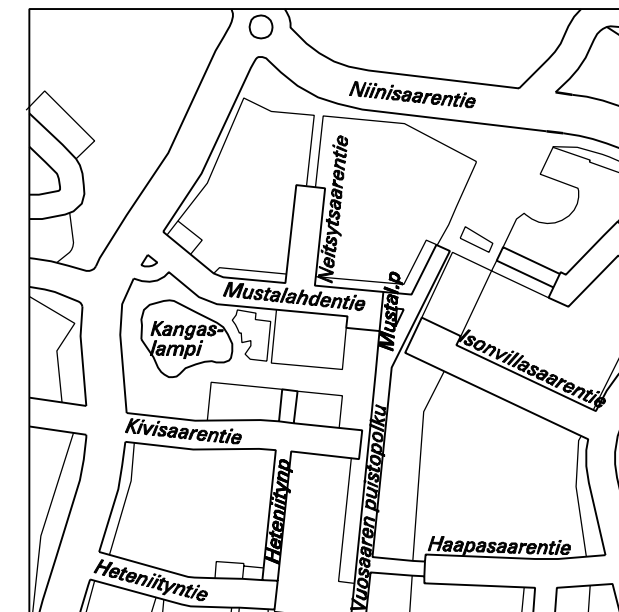 Niinisaarentie
Neitsytsaarentie
Mustalahdentie
Mustal.p
Kangas-
lampi
Isonvillasaarentie
Kivisaarentie
Vuosaaren puistopolku
Heteniitynp
Haapasaarentie
Heteniityntie